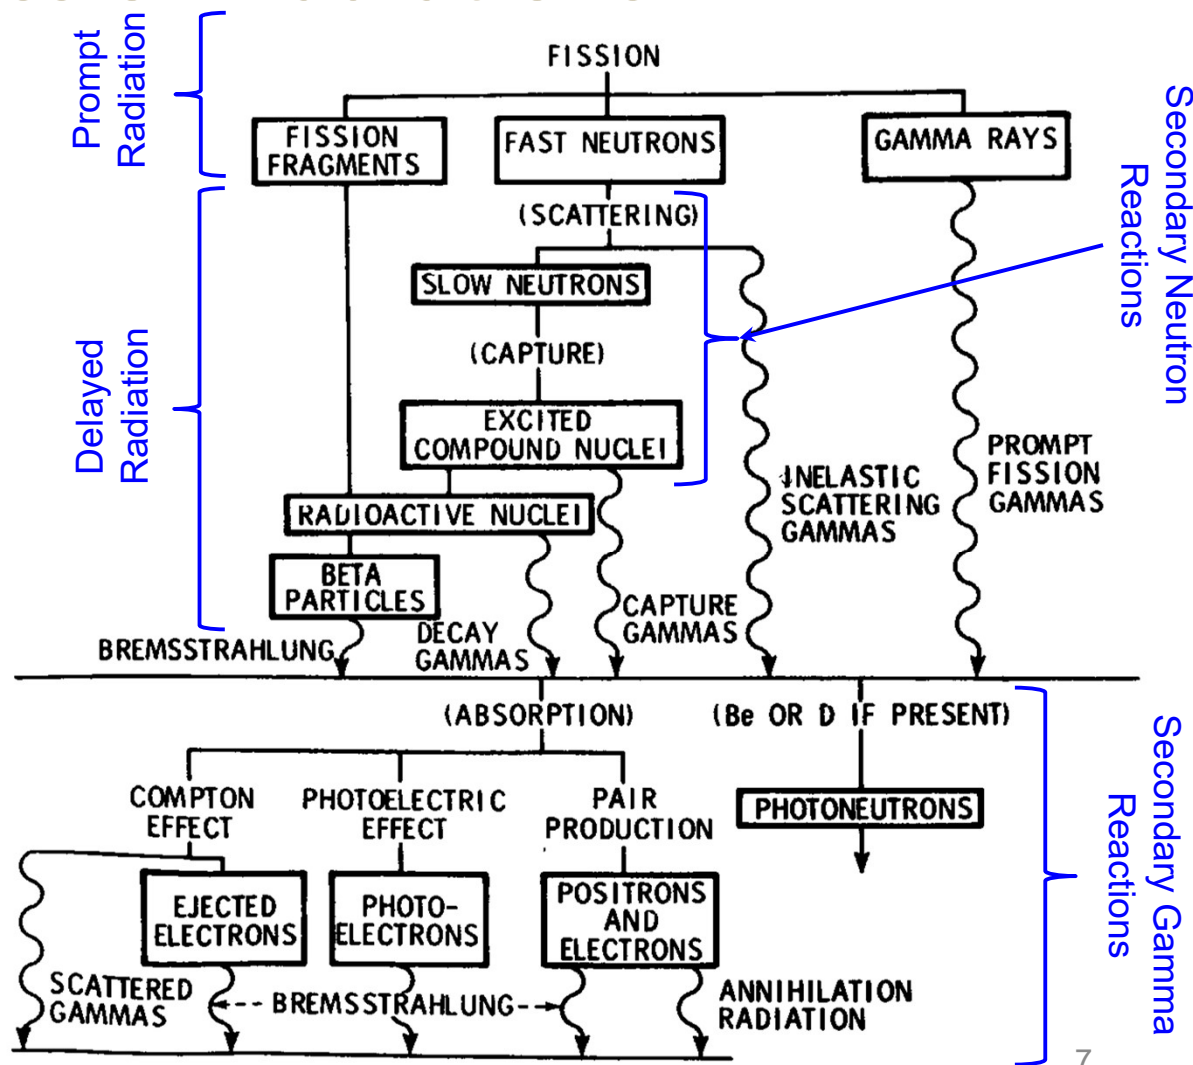 Prompt
Radiation
FISSION
FISSION
FRAGMENTS
FAST NEUTRONS
GAMMA RAYS
Secondary Neutron
Reactions
(SCATTERING)
SLOW NEUTRONS
(CAPTURE)
Delayed
Radiation
EXCITED
COMPOUND NUCLEI
INELASTIC
SCATTERING
GAMMAS
PROMPT
FISSION
GAMMAS
RADIOACTIVE NUCLEI
BETA
PARTICLES
BREMSSTRAHLUNG
DECAY
GAMMAS
CAPTURE
GAMMAS
(ABSORPTION)
(Be OR D IF PRESENT)
Secondary Gamma
Reactions
COMPTON
EFFECT
PHOTOELECTRIC
EFFECT
PAIR
PRODUCTION
PHOTONEUTRONS
EJECTED
ELECTRONS
PHOTO-
ELECTRONS
POSITRONS
AND
ELECTRONS
SCATTERED
GAMMAS
BREMSSTRAHLUNG
ANNIHILATION
RADIATION
7